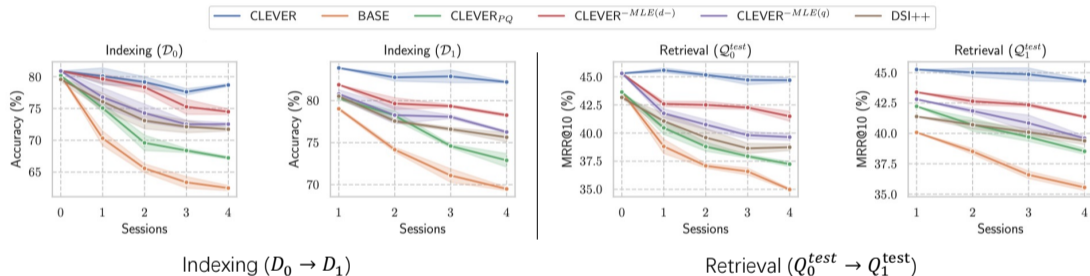 CLEVER BASE CLEVER_PQ CLEVER^{-MLE(d-)} CLEVER^{-MLE(q)} DSI++
Indexing (𝒟_0)
Accuracy (%)
80
75
70
65
0 1 2 3 4
Sessions
Indexing (𝒟_1)
Accuracy (%)
80
75
70
1 2 3 4
Sessions
Retrieval (𝒬_0^{test})
MRR@10 (%)
45.0
42.5
40.0
37.5
35.0
0 1 2 3 4
Sessions
Retrieval (𝒬_1^{test})
MRR@10 (%)
45.0
42.5
40.0
37.5
35.0
1 2 3 4
Sessions
Indexing (D_0 → D_1)
Retrieval (Q_0^{test} → Q_1^{test})